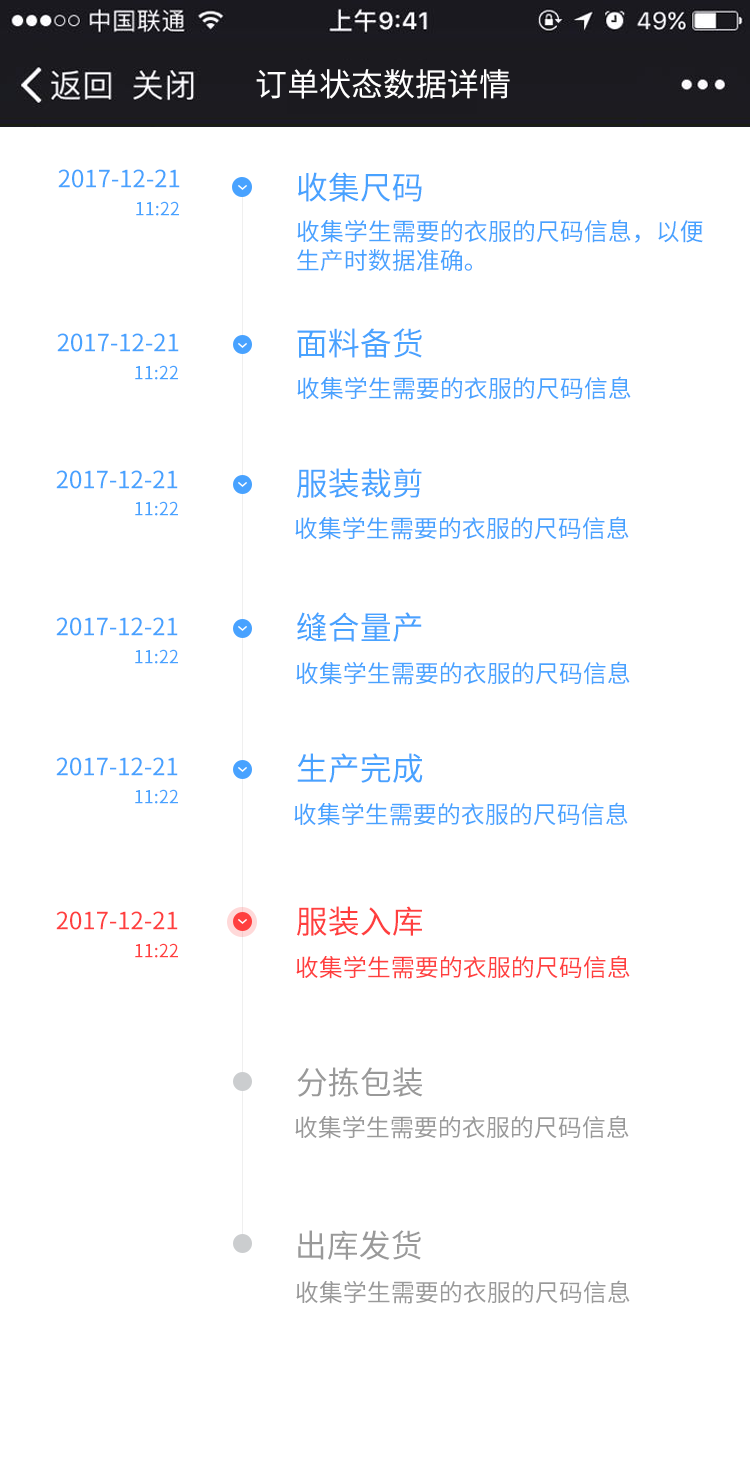 中国联通 上午9:41 49%
返回 关闭 订单状态数据详情
2017-12-21 收集尺码
11:22
收集学生需要的衣服的尺码信息，以便
生产时数据准确。
2017-12-21 面料备货
11:22
收集学生需要的衣服的尺码信息
2017-12-21 服装裁剪
11:22
收集学生需要的衣服的尺码信息
2017-12-21 缝合量产
11:22
收集学生需要的衣服的尺码信息
2017-12-21 生产完成
11:22
收集学生需要的衣服的尺码信息
2017-12-21 服装入库
11:22
收集学生需要的衣服的尺码信息
分拣包装
收集学生需要的衣服的尺码信息
出库发货
收集学生需要的衣服的尺码信息